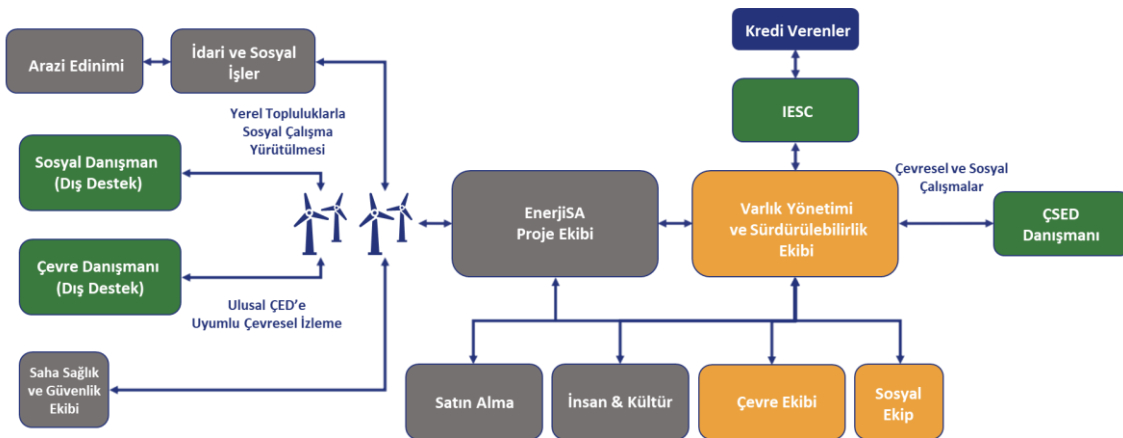 Kredi Verenler
Arazi Edinimi
İdari ve Sosyal
İşler
IESC
Yerel Topluluklarla
Sosyal Çalışma
Yürütülmesi
Sosyal Danışman
(Dış Destek)
Çevresel ve Sosyal
Çalışmalar
EnerjiSA
Proje Ekibi
Varlık Yönetimi
ve Sürdürülebilirlik
Ekibi
ÇSED
Danışmanı
Çevre Danışmanı
(Dış Destek)
Ulusal ÇED’e
Uyumlu Çevresel İzleme
Saha Sağlık
ve Güvenlik
Ekibi
Satın Alma
İnsan & Kültür
Çevre Ekibi
Sosyal
Ekip